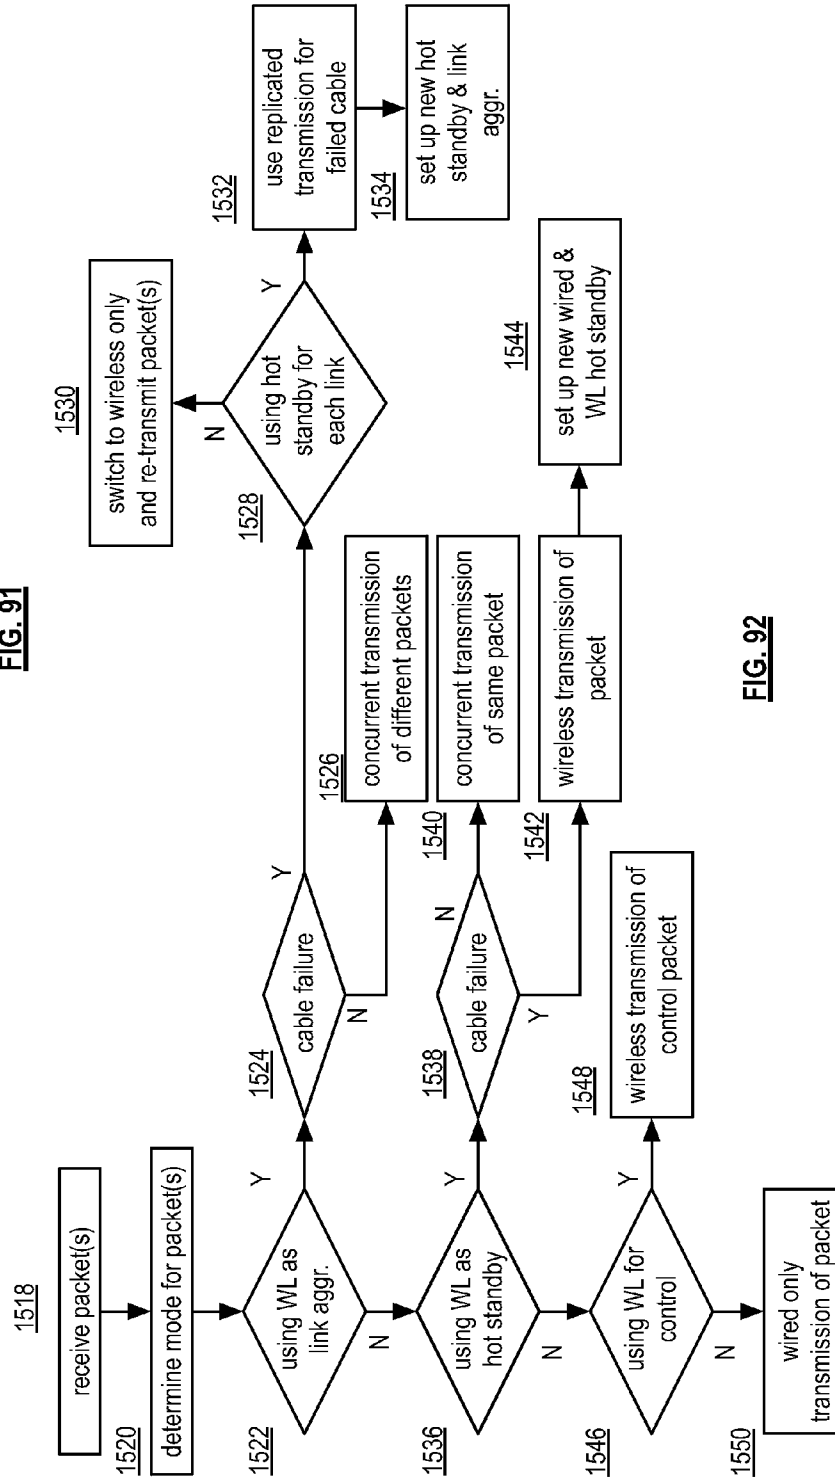 FIG. 91
1518
receive packet(s)
1520
determine mode for packet(s)
1522
using WL as
link aggr.
Y
N
1524
cable failure
Y
N
1526
concurrent transmission
of different packets
1528
using hot
standby for
each link
N
Y
1530
switch to wireless only
and re-transmit packet(s)
1532
use replicated
transmission for
failed cable
1534
set up new hot
standby & link
aggr.
1536
using WL as
hot standby
Y
N
1538
cable failure
N
Y
1540
concurrent transmission
of same packet
1542
wireless transmission of
packet
1544
set up new wired &
WL hot standby
1546
using WL for
control
Y
N
1548
wireless transmission of
control packet
1550
wired only
transmission of packet
FIG. 92